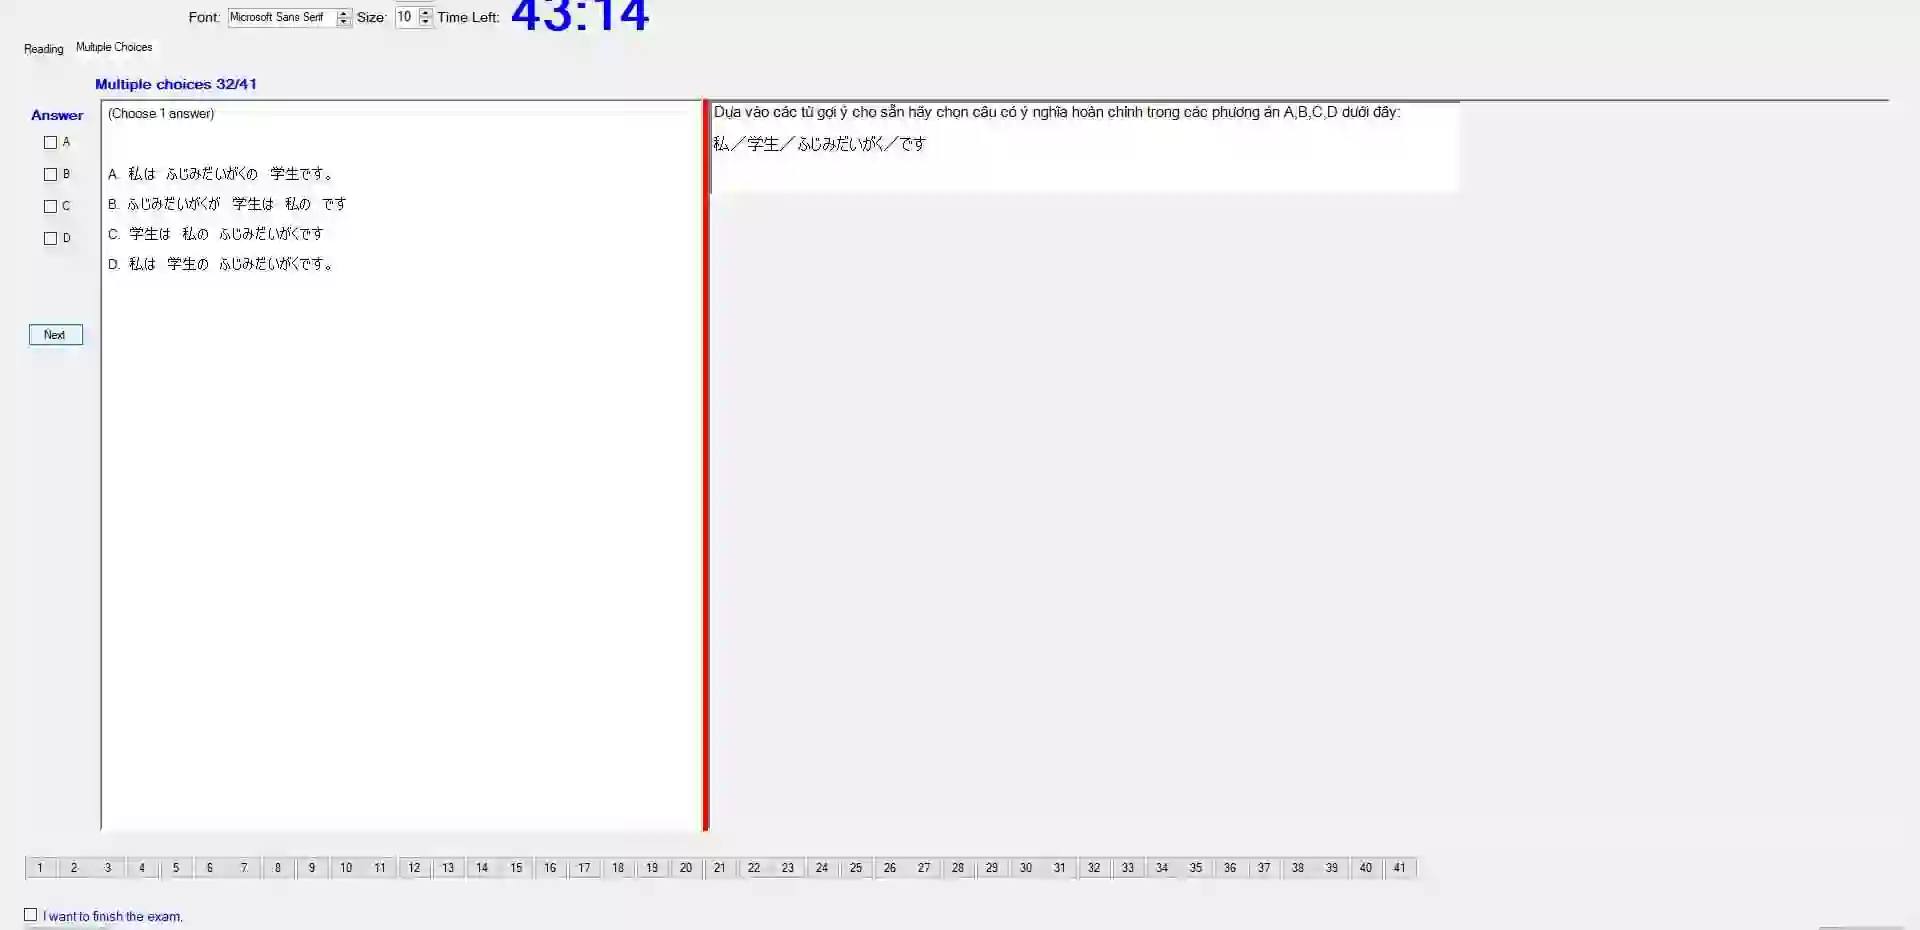 Font: Microsoft Sans Serif Size: 10 Time Left: 43:14
Reading Multiple Choices
Multiple choices 32/41
Answer
A
B
C
D
Next
(Choose 1 answer)
A. 私は ふじみだいがくの 学生です。
B. ふじみだいがくが 学生は 私の です
C. 学生は 私の ふじみだいがくです
D. 私は 学生の ふじみだいがくです。
Dựa vào các từ gợi ý cho sẵn hãy chọn câu có ý nghĩa hoàn chỉnh trong các phương án A,B,C,D dưới đây:
私／学生／ふじみだいがく／です
1 2 3 4 5 6 7 8 9 10 11 12 13 14 15 16 17 18 19 20 21 22 23 24 25 26 27 28 29 30 31 32 33 34 35 36 37 38 39 40 41
I want to finish the exam.